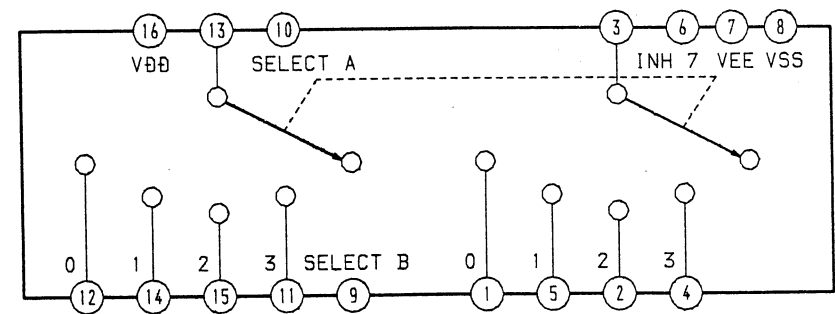 16 13 10 3 6 7 8
VĐĐ SELECT A INH 7 VEE VSS
0 1 2 3 SELECT B 0 1 2 3
12 14 15 11 9 1 5 2 4